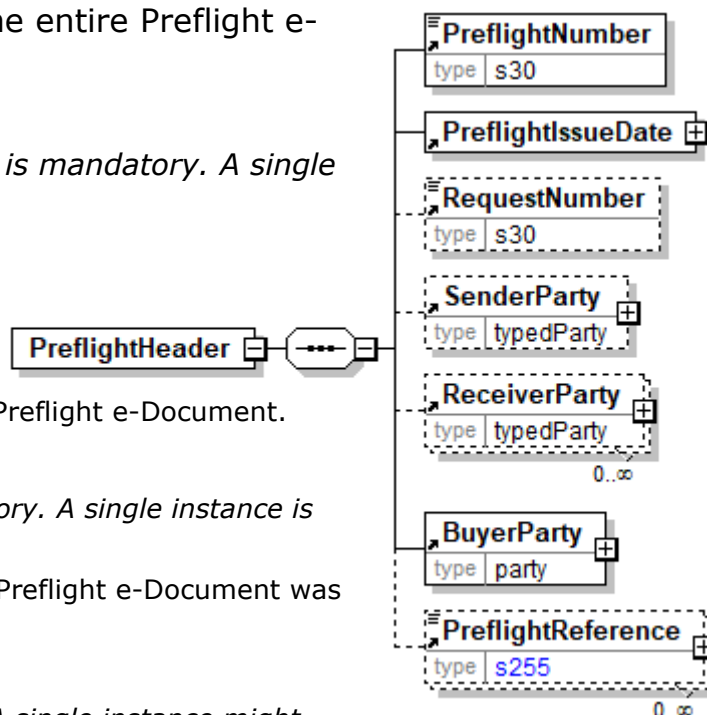 ne entire Preflight e-
is mandatory. A single
Preflight e-Document.
ory. A single instance is
Preflight e-Document was
A single instance might
PreflightHeader
PreflightNumber
type s30
PreflightIssueDate
RequestNumber
type s30
SenderParty
type typedParty
ReceiverParty
type typedParty
0..∞
BuyerParty
type party
PreflightReference
type s255
0..∞